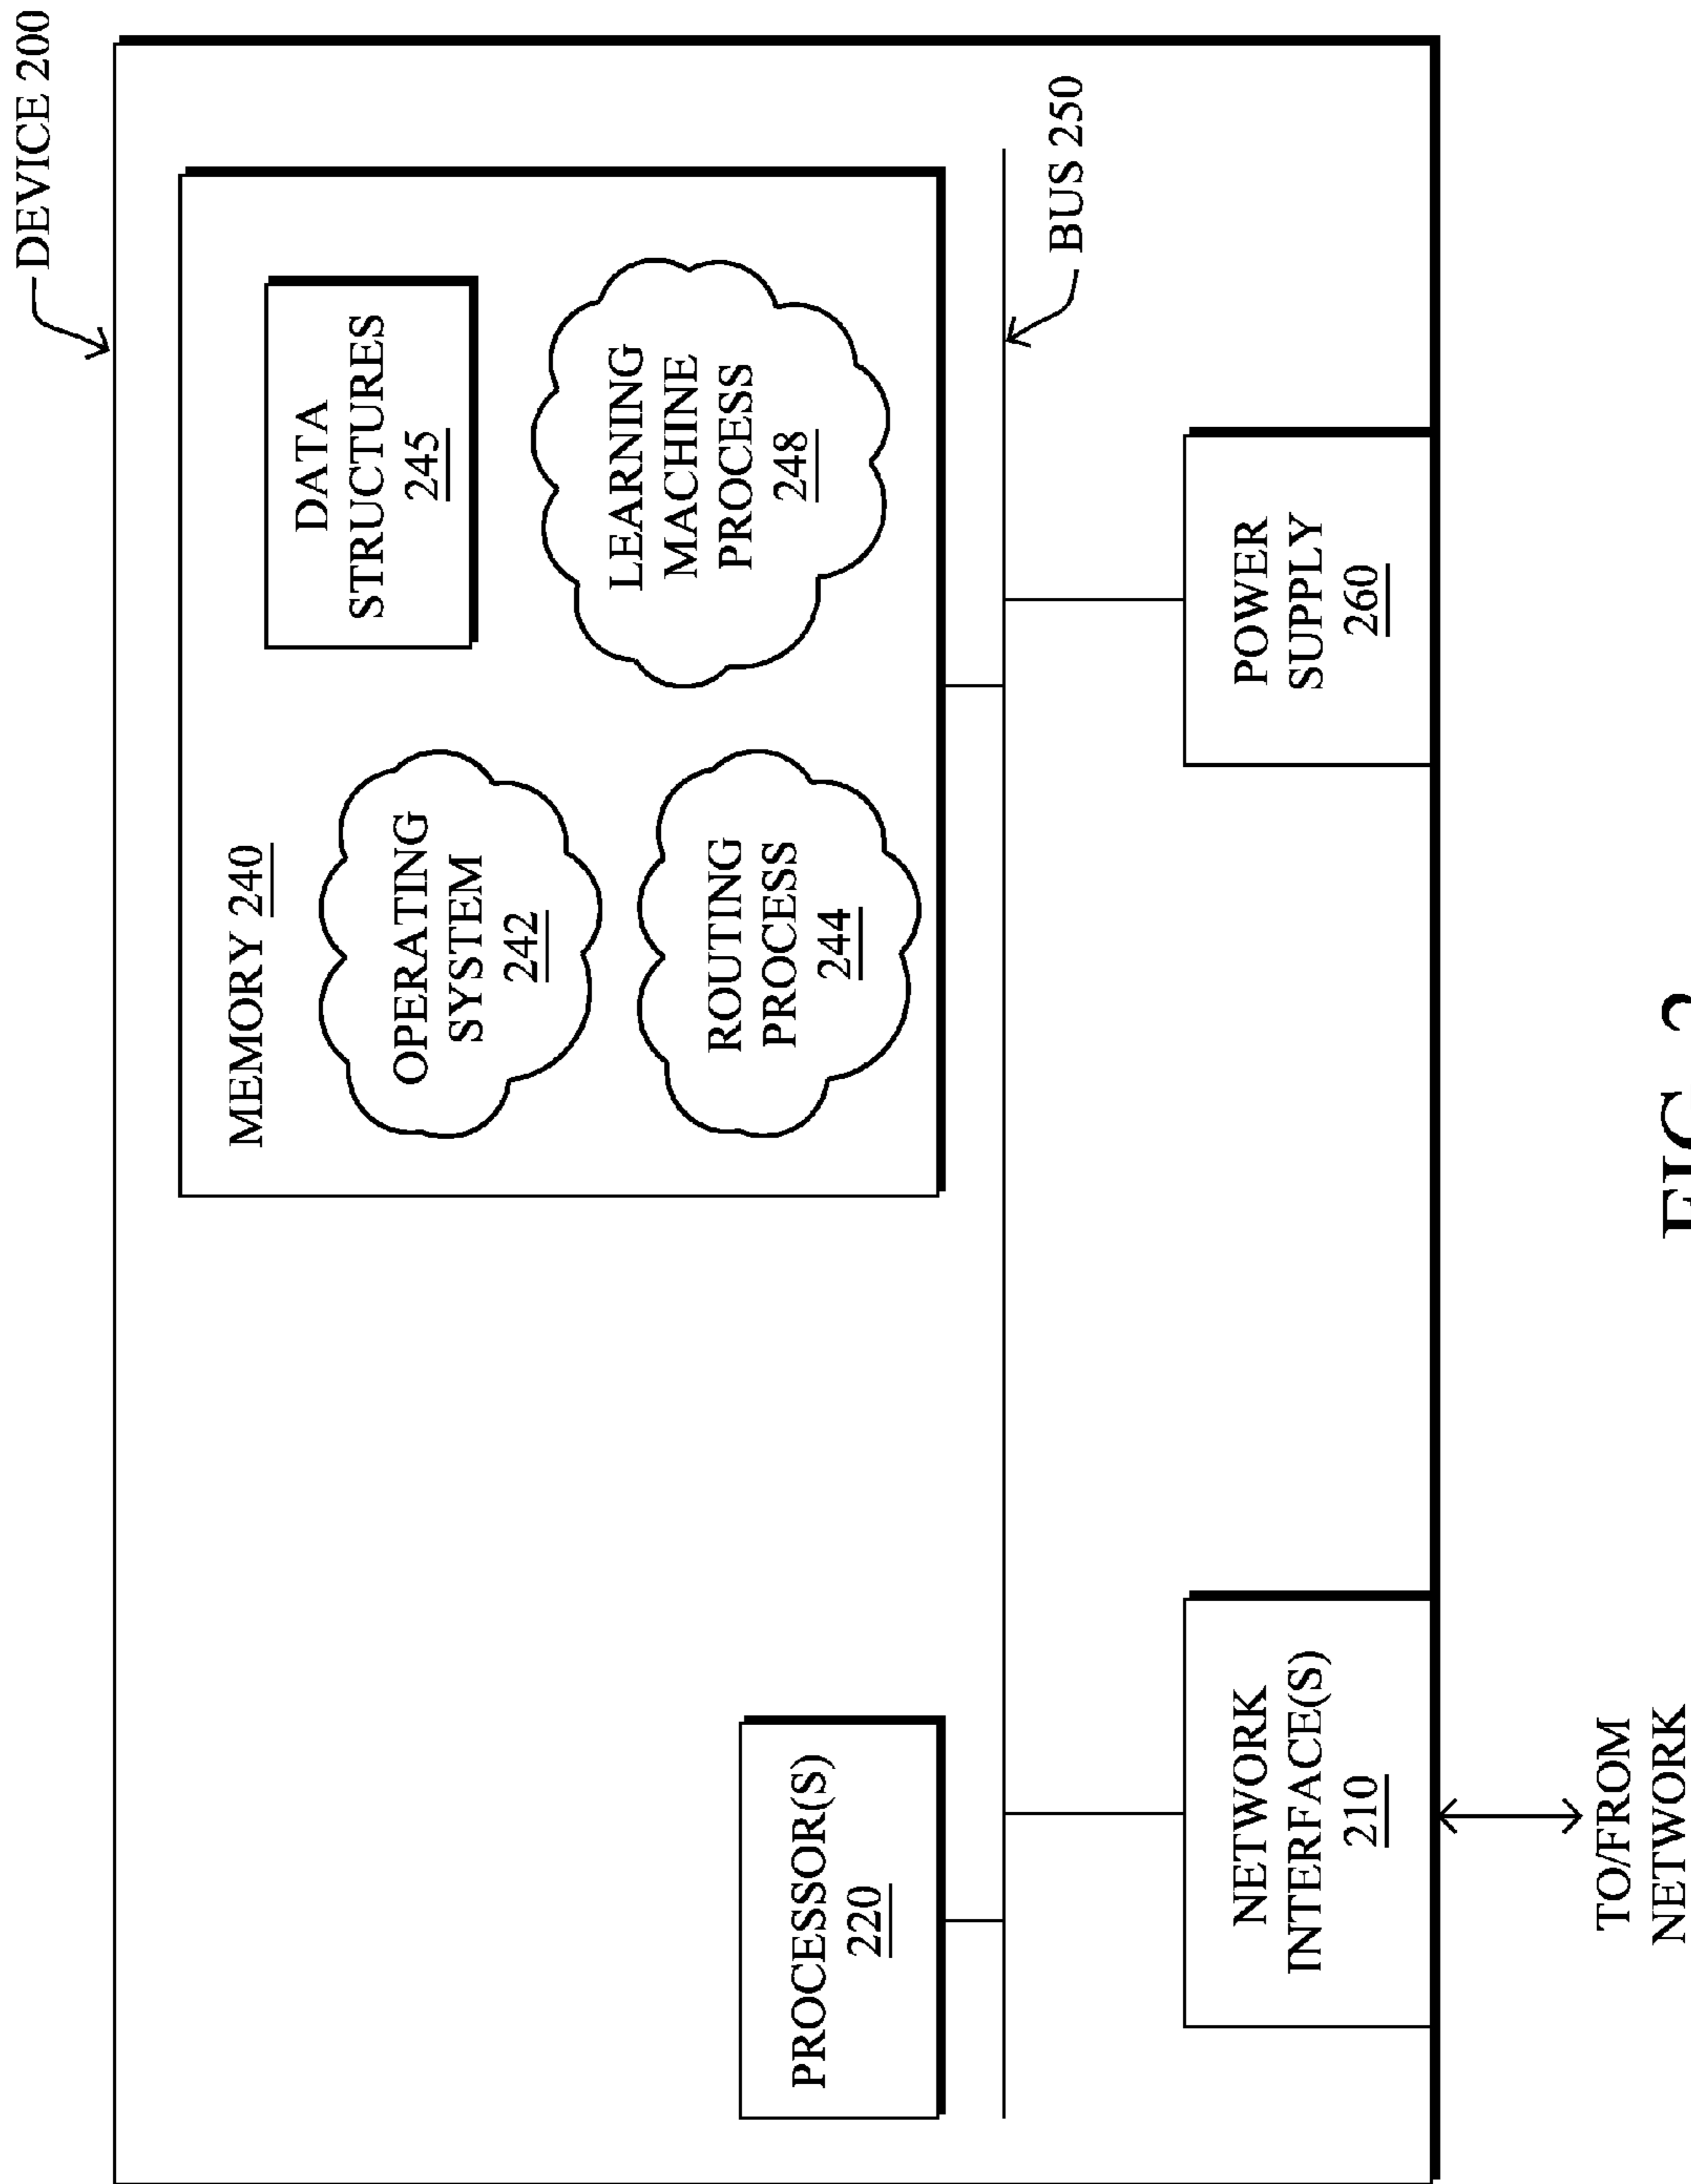 DEVICE 200
MEMORY 240
OPERATING
SYSTEM
242
DATA
STRUCTURES
245
ROUTING
PROCESS
244
LEARNING
MACHINE
PROCESS
248
PROCESSOR(S)
220
BUS 250
NETWORK
INTERFACE(S)
210
POWER
SUPPLY
260
TO/FROM
NETWORK